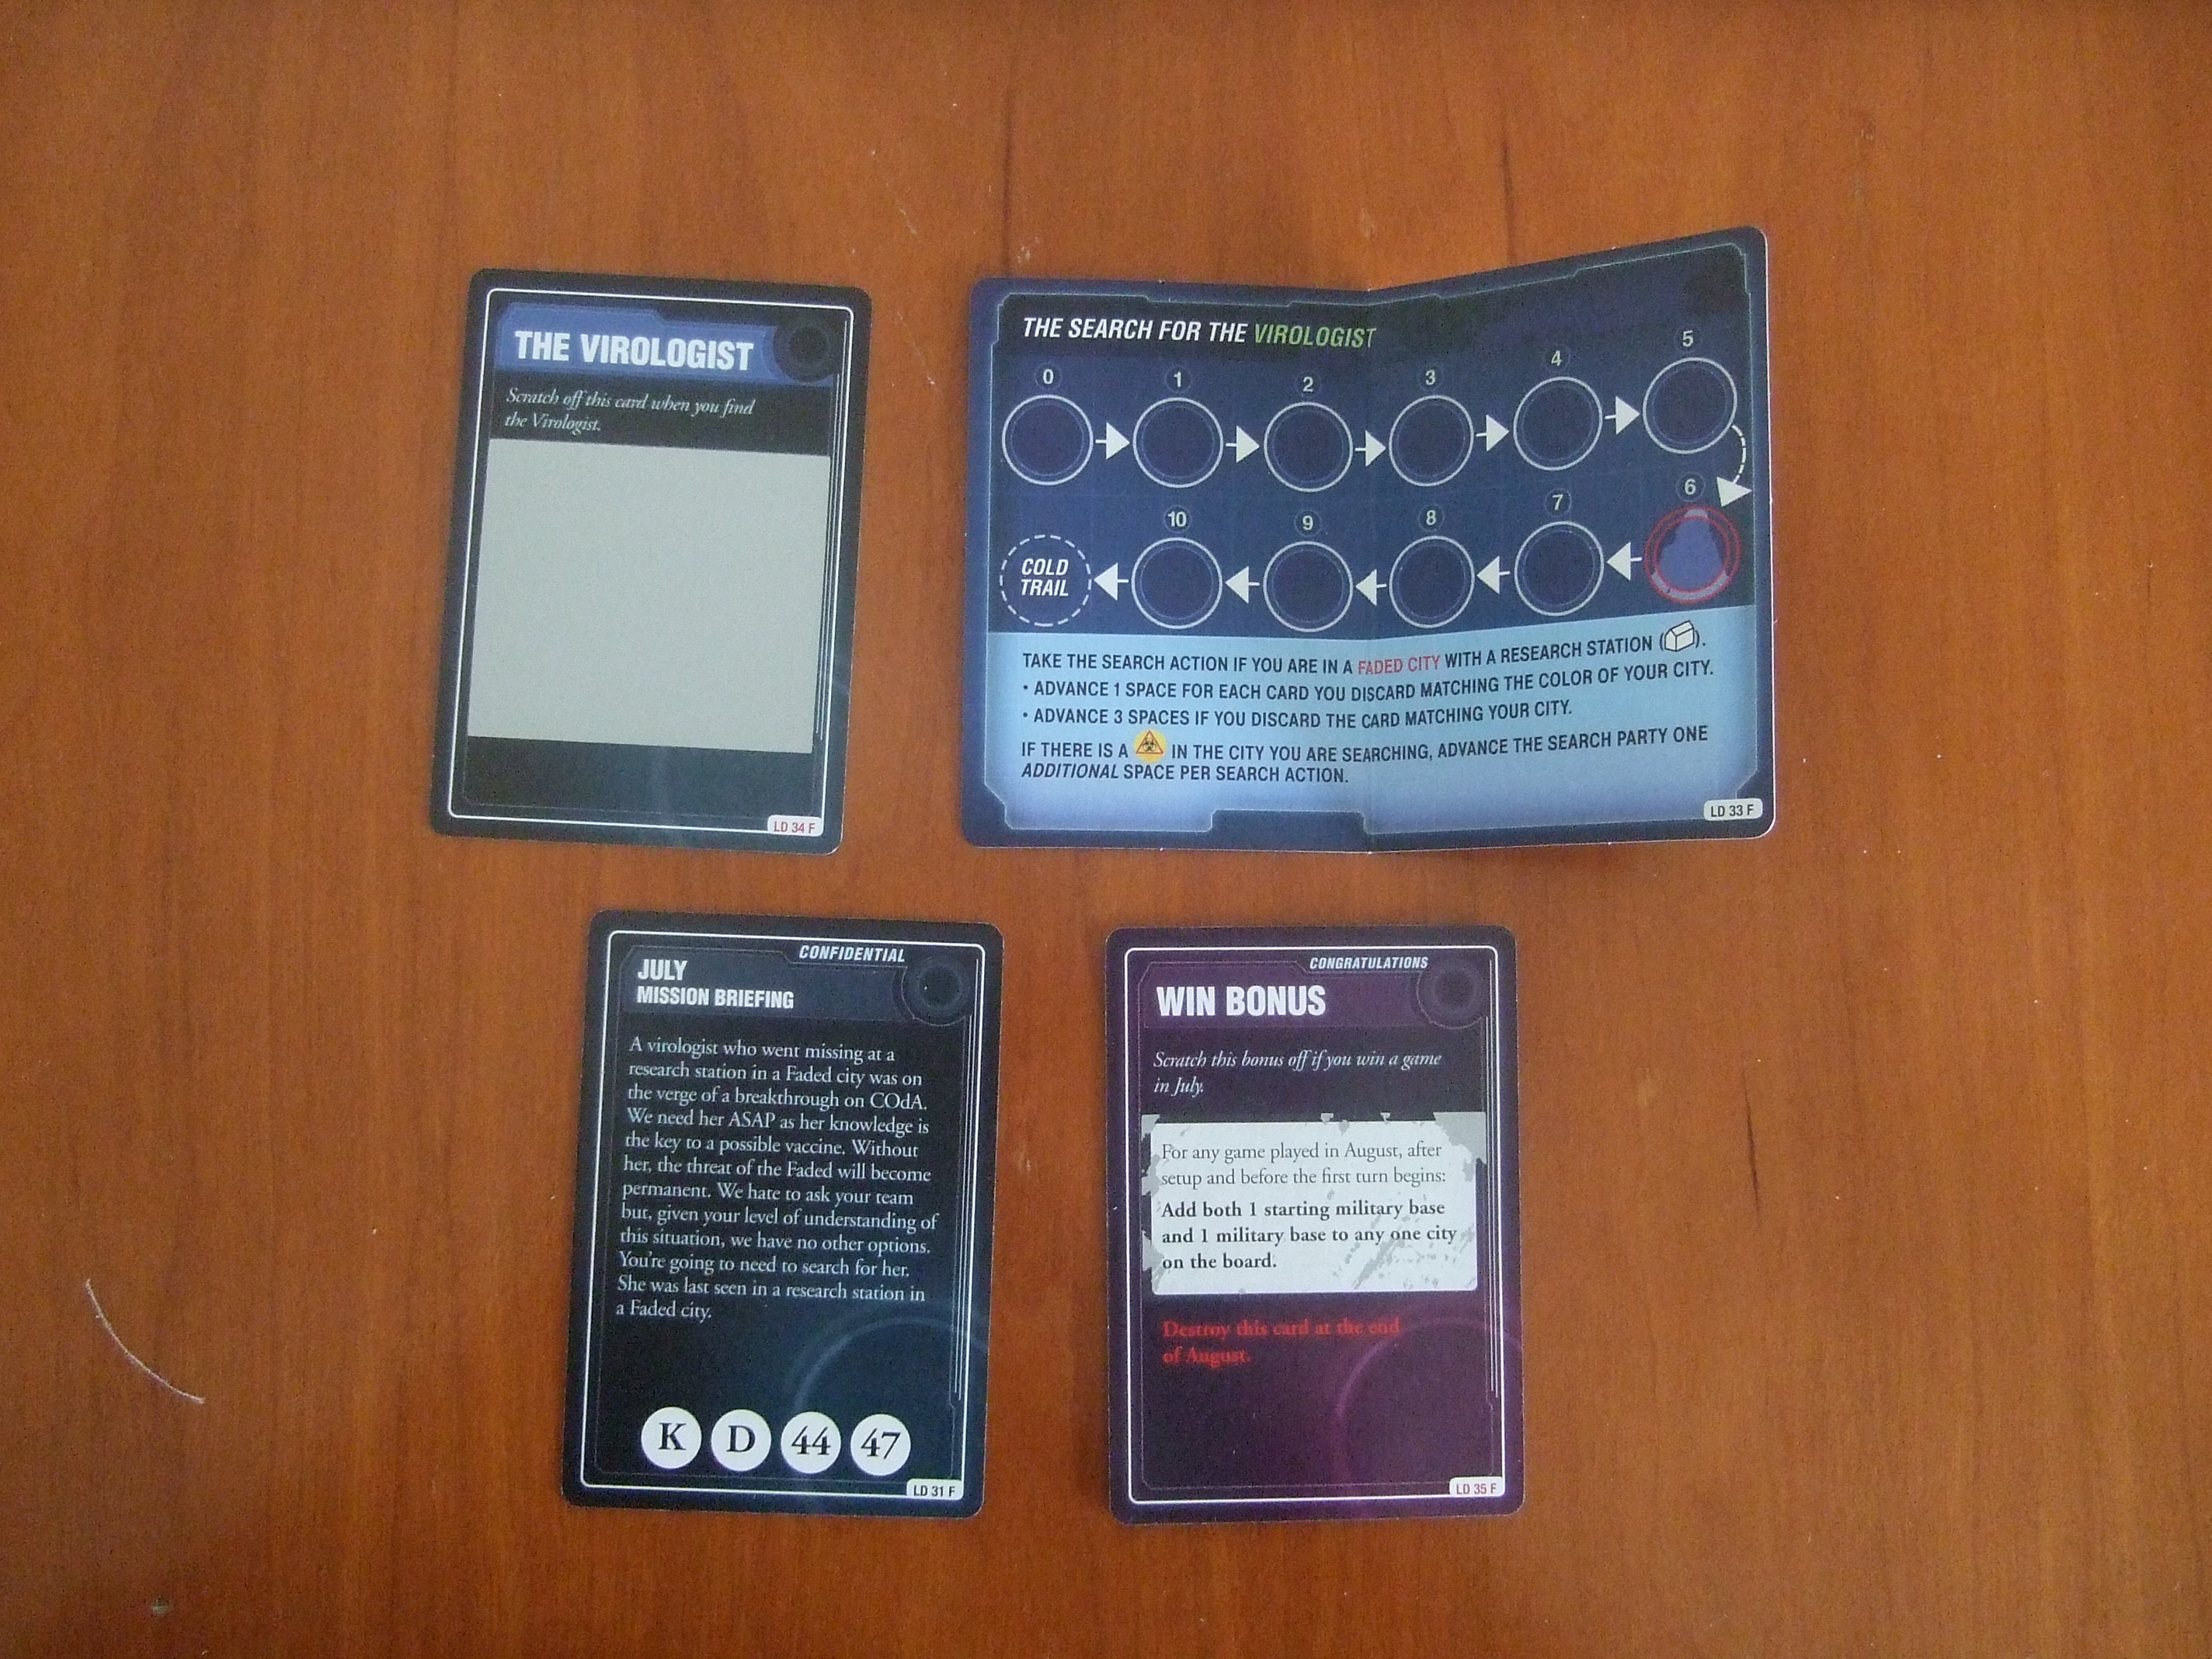 THE VIROLOGIST
Scratch off this card when you find
the Virologist.
LD 34 F
THE SEARCH FOR THE VIROLOGIST
0
1
2
3
4
5
6
7
8
9
10
COLD
TRAIL
TAKE THE SEARCH ACTION IF YOU ARE IN A FADED CITY WITH A RESEARCH STATION ( ).
• ADVANCE 1 SPACE FOR EACH CARD YOU DISCARD MATCHING THE COLOR OF YOUR CITY.
• ADVANCE 3 SPACES IF YOU DISCARD THE CARD MATCHING YOUR CITY.
IF THERE IS A IN THE CITY YOU ARE SEARCHING, ADVANCE THE SEARCH PARTY ONE
ADDITIONAL SPACE PER SEARCH ACTION.
LD 33 F
CONFIDENTIAL
JULY
MISSION BRIEFING
A virologist who went missing at a
research station in a Faded city was on
the verge of a breakthrough on COdA.
We need her ASAP as her knowledge is
the key to a possible vaccine. Without
her, the threat of the Faded will become
permanent. We hate to ask your team
but, given your level of understanding of
this situation, we have no other options.
You're going to need to search for her.
She was last seen in a research station in
a Faded city.
K D 44 47
LD 31 F
CONGRATULATIONS
WIN BONUS
Scratch this bonus off if you win a game
in July.
For any game played in August, after
setup and before the first turn begins:
Add both 1 starting military base
and 1 military base to any one city
on the board.
Destroy this card at the end
of August.
LD 35 F